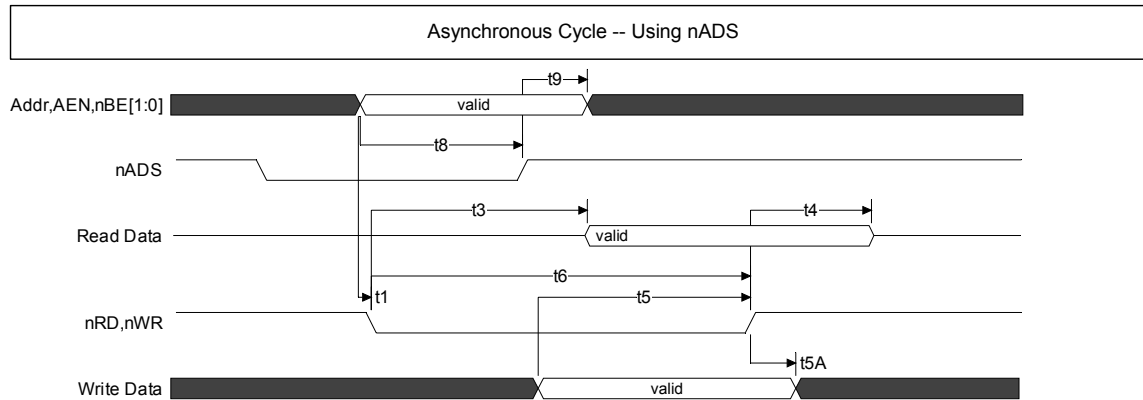 Asynchronous Cycle -- Using nADS
t9
Addr,AEN,nBE[1:0]
valid
t8
nADS
t3
t4
Read Data
valid
t6
t1
t5
nRD,nWR
t5A
Write Data
valid